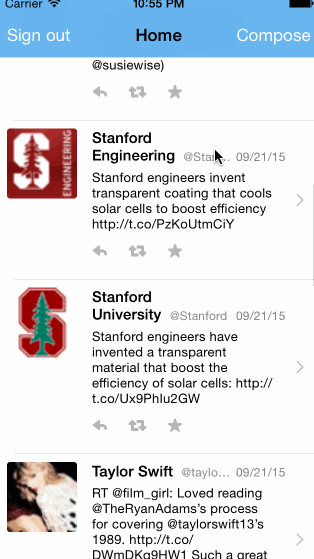 Carrier 10:55 PM
Sign out Home Compose
@susiewise)
Stanford
Engineering @Stan... 09/21/15
Stanford engineers invent
transparent coating that cools
solar cells to boost efficiency
http://t.co/PzKoUtmCiY
ENGINEERING
Stanford
University @Stanford 09/21/15
Stanford engineers have
invented a transparent
material that boost the
efficiency of solar cells: http://
t.co/Ux9PhIu2GW
Taylor Swift @taylo... 09/21/15
RT @film_girl: Loved reading
@TheRyanAdams's process
for covering @taylorswift13's
1989. http://t.co/
DWmDKg9HW1 Such a great